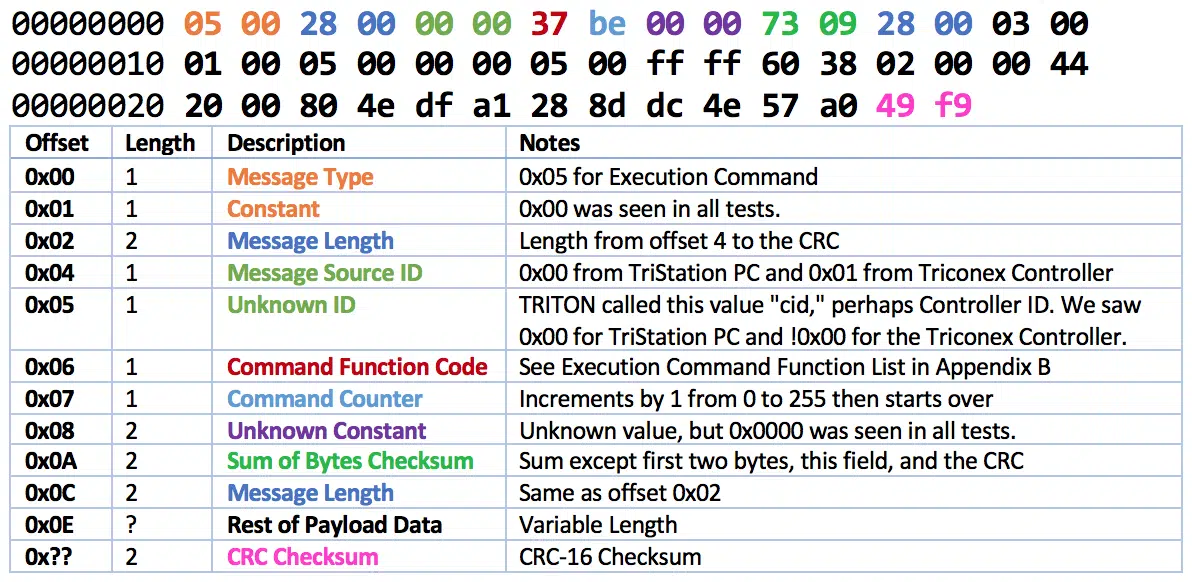 00000000 05 00 28 00 00 00 37 be 00 00 73 09 28 00 03 00
00000010 01 00 05 00 00 00 05 00 ff ff 60 38 02 00 00 44
00000020 20 00 80 4e df a1 28 8d dc 4e 57 a0 49 f9
Offset Length Description Notes
0x00 1 Message Type 0x05 for Execution Command
0x01 1 Constant 0x00 was seen in all tests.
0x02 2 Message Length Length from offset 4 to the CRC
0x04 1 Message Source ID 0x00 from TriStation PC and 0x01 from Triconex Controller
0x05 1 Unknown ID TRITON called this value "cid," perhaps Controller ID. We saw
0x00 for TriStation PC and !0x00 for the Triconex Controller.
0x06 1 Command Function Code See Execution Command Function List in Appendix B
0x07 1 Command Counter Increments by 1 from 0 to 255 then starts over
0x08 2 Unknown Constant Unknown value, but 0x0000 was seen in all tests.
0x0A 2 Sum of Bytes Checksum Sum except first two bytes, this field, and the CRC
0x0C 2 Message Length Same as offset 0x02
0x0E ? Rest of Payload Data Variable Length
0x?? 2 CRC Checksum CRC-16 Checksum